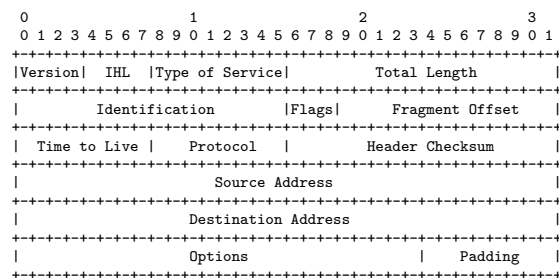 0                   1                   2                   3
0 1 2 3 4 5 6 7 8 9 0 1 2 3 4 5 6 7 8 9 0 1 2 3 4 5 6 7 8 9 0 1
+-+-+-+-+-+-+-+-+-+-+-+-+-+-+-+-+-+-+-+-+-+-+-+-+-+-+-+-+-+-+-+-+
|Version|  IHL  |Type of Service|          Total Length         |
+-+-+-+-+-+-+-+-+-+-+-+-+-+-+-+-+-+-+-+-+-+-+-+-+-+-+-+-+-+-+-+-+
|         Identification        |Flags|      Fragment Offset    |
+-+-+-+-+-+-+-+-+-+-+-+-+-+-+-+-+-+-+-+-+-+-+-+-+-+-+-+-+-+-+-+-+
|  Time to Live |    Protocol   |         Header Checksum       |
+-+-+-+-+-+-+-+-+-+-+-+-+-+-+-+-+-+-+-+-+-+-+-+-+-+-+-+-+-+-+-+-+
|                       Source Address                          |
+-+-+-+-+-+-+-+-+-+-+-+-+-+-+-+-+-+-+-+-+-+-+-+-+-+-+-+-+-+-+-+-+
|                    Destination Address                        |
+-+-+-+-+-+-+-+-+-+-+-+-+-+-+-+-+-+-+-+-+-+-+-+-+-+-+-+-+-+-+-+-+
|                    Options                    |    Padding    |
+-+-+-+-+-+-+-+-+-+-+-+-+-+-+-+-+-+-+-+-+-+-+-+-+-+-+-+-+-+-+-+-+